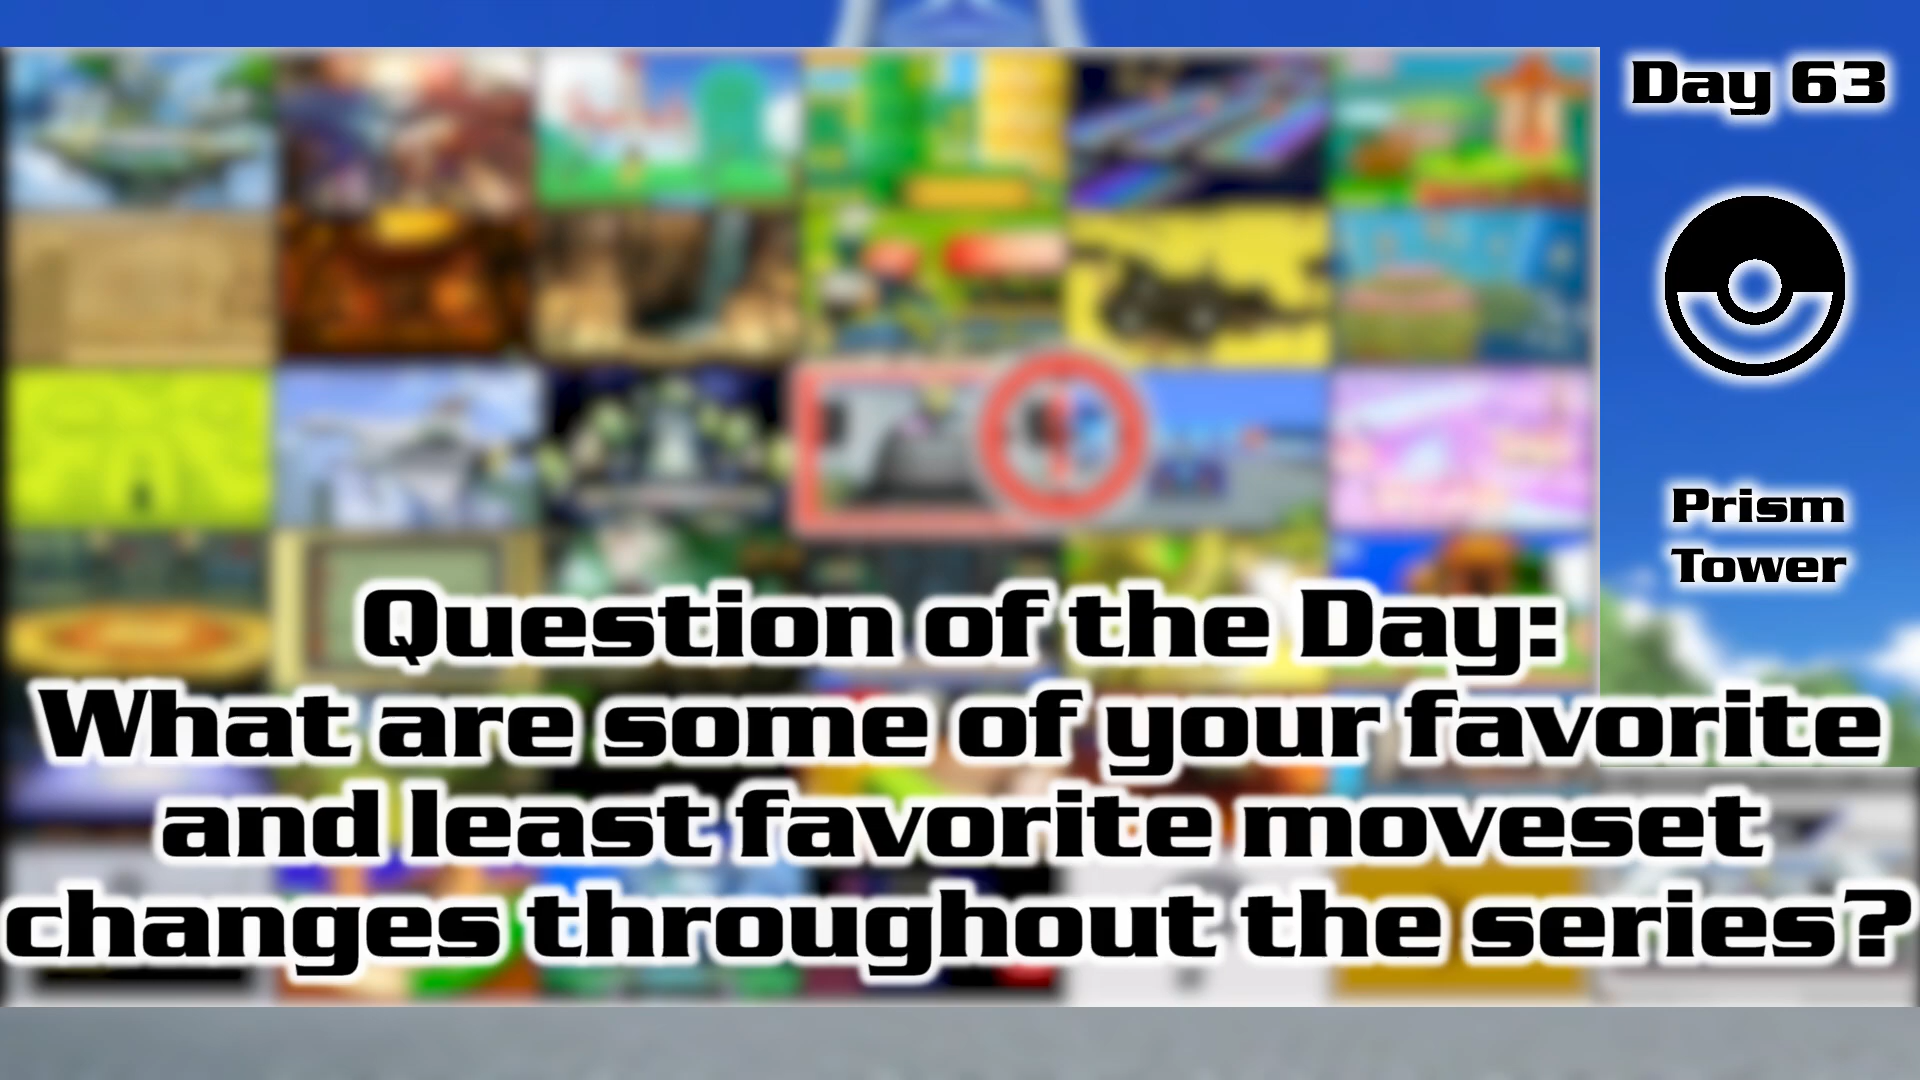 Day 63
Prism
Tower
Question of the Day:
What are some of your favorite
and least favorite moveset
changes throughout the series?